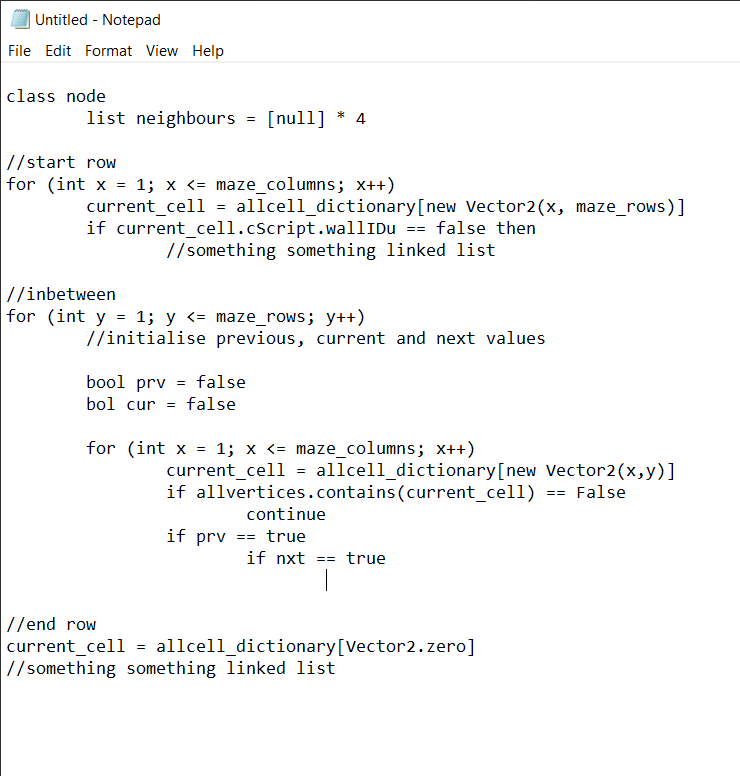 Untitled - Notepad
File Edit Format View Help
class node
list neighbours = [null] * 4
//start row
for (int x = 1; x <= maze_columns; x++)
current_cell = allcell_dictionary[new Vector2(x, maze_rows)]
if current_cell.cScript.wallIDu == false then
//something something linked list
//inbetween
for (int y = 1; y <= maze_rows; y++)
//initialise previous, current and next values
bool prv = false
bol cur = false
for (int x = 1; x <= maze_columns; x++)
current_cell = allcell_dictionary[new Vector2(x,y)]
if allvertices.contains(current_cell) == False
continue
if prv == true
if nxt == true
//end row
current_cell = allcell_dictionary[Vector2.zero]
//something something linked list